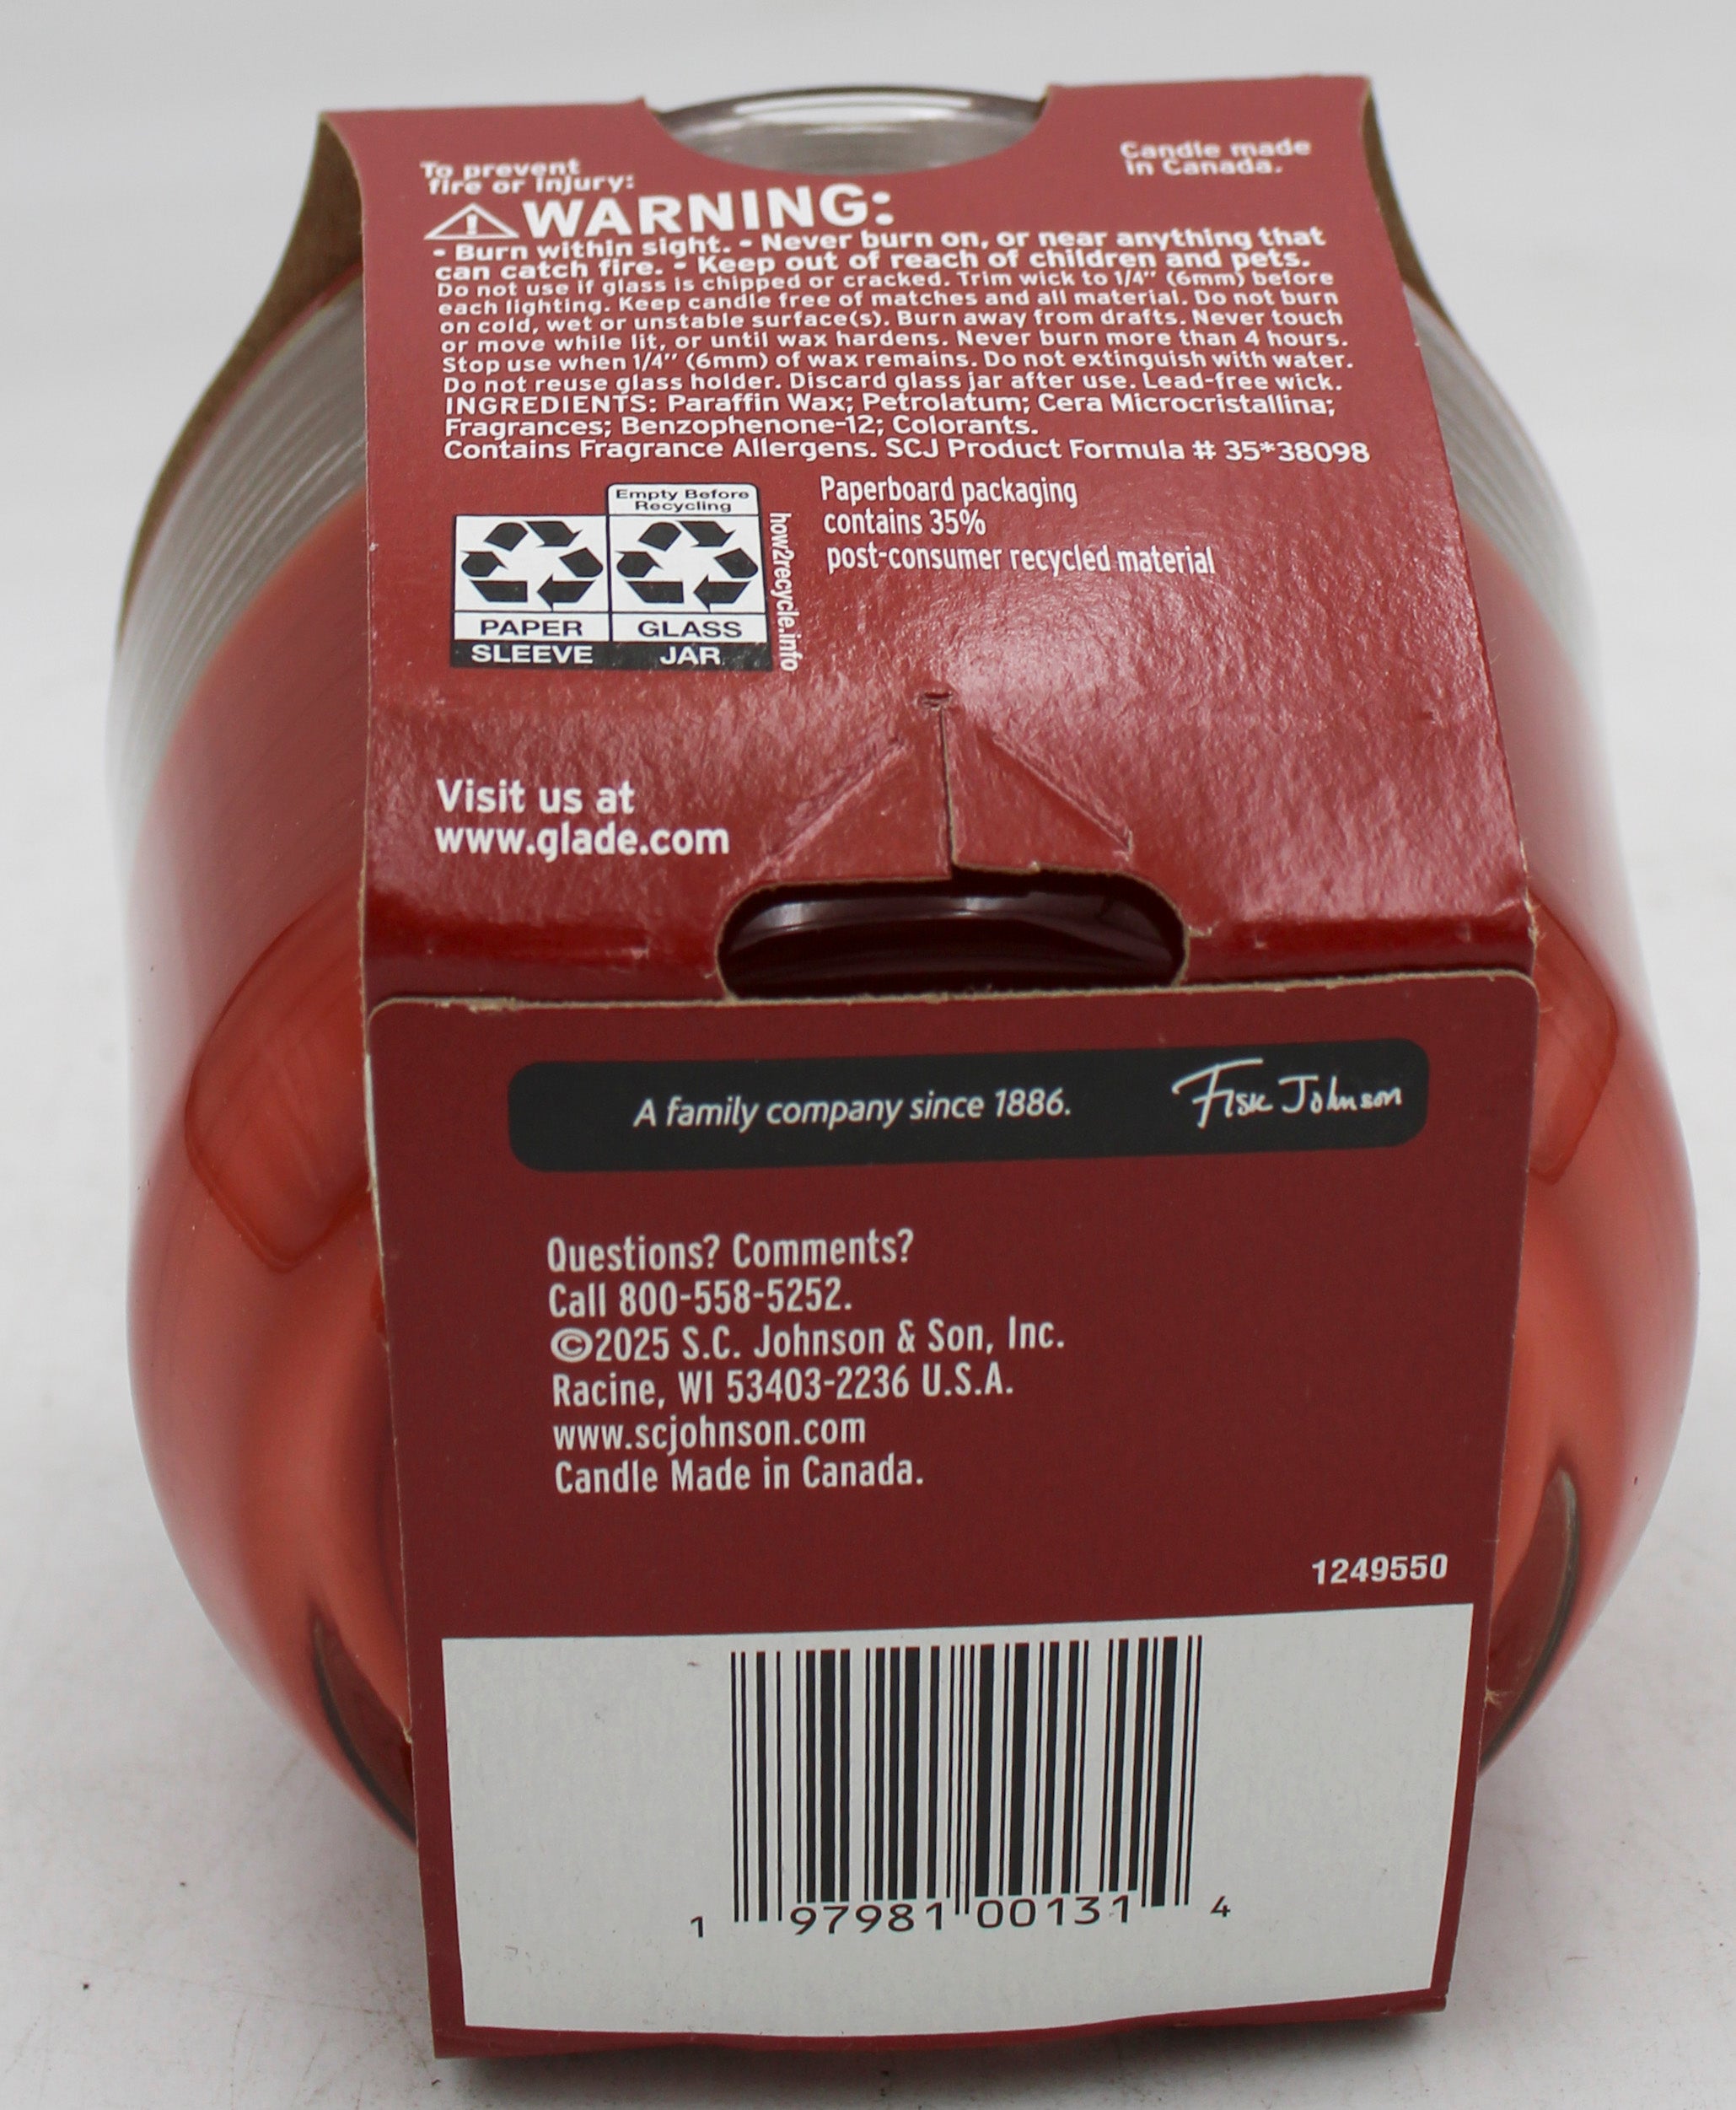 To prevent
fire or injury:
Candle made
in Canada.
WARNING:
- Burn within sight. - Never burn on, or near anything that
can catch fire. - Keep out of reach of children and pets.
Do not use if glass is chipped or cracked. Trim wick to 1/4" (6mm) before
each lighting. Keep candle free of matches and all material. Do not burn
on cold, wet or unstable surface(s). Burn away from drafts. Never touch
or move while lit, or until wax hardens. Never burn more than 4 hours.
Stop use when 1/4" (6mm) of wax remains. Do not extinguish with water.
Do not reuse glass holder. Discard glass jar after use. Lead-free wick.
INGREDIENTS: Paraffin Wax; Petrolatum; Cera Microcristallina;
Fragrances; Benzophenone-12; Colorants.
Contains Fragrance Allergens. SCJ Product Formula # 35*38098
Empty Before
Recycling
PAPER
SLEEVE
GLASS
JAR
how2recycle.info
Paperboard packaging
contains 35%
post-consumer recycled material
Visit us at
www.glade.com
A family company since 1886.
Fisk Johnson
Questions? Comments?
Call 800-558-5252.
©2025 S.C. Johnson & Son, Inc.
Racine, WI 53403-2236 U.S.A.
www.scjohnson.com
Candle Made in Canada.
1249550
1 97981 00131 4